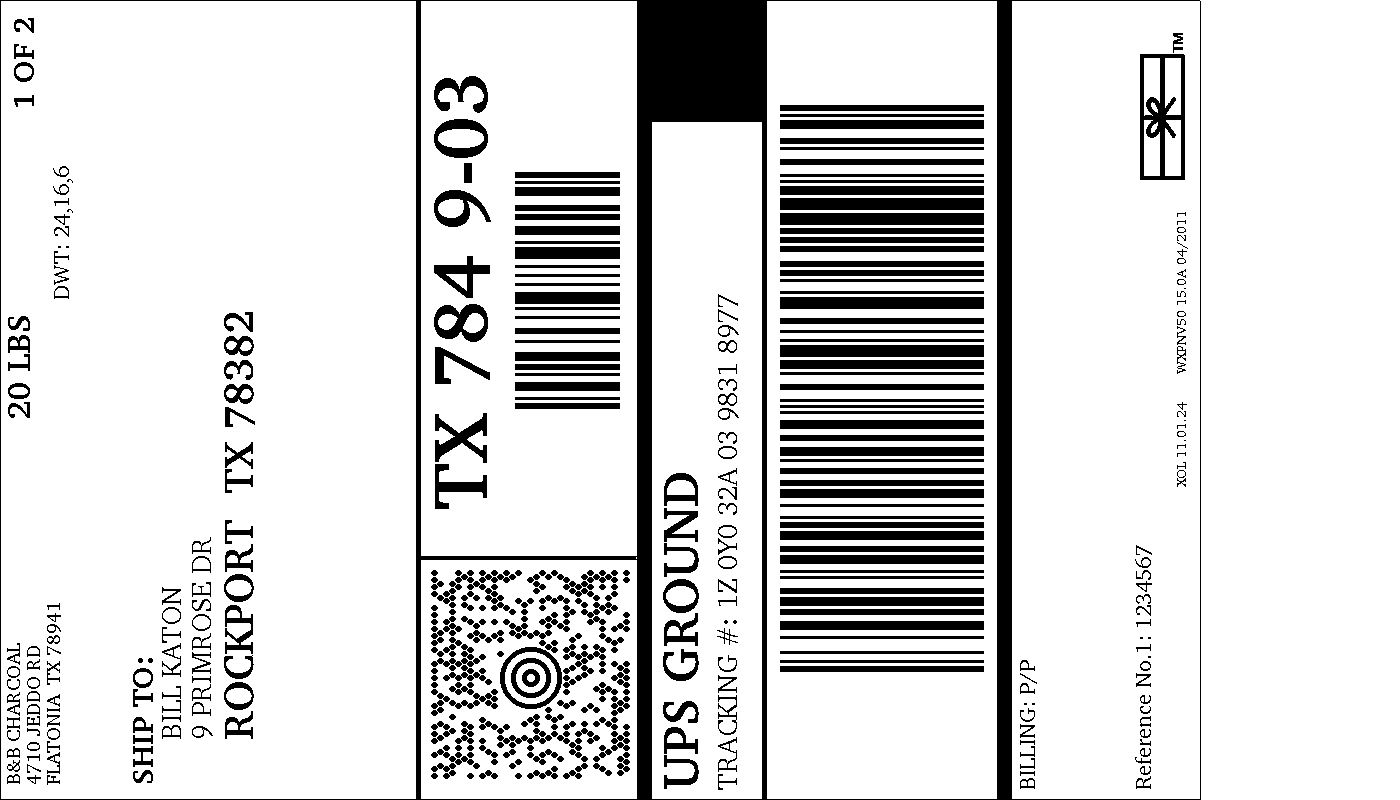 B&B CHARCOAL
4710 JEDDO RD
FLATONIA TX 78941
20 LBS
1 OF 2
DWT: 24,16,6
SHIP TO:
BILL KATON
9 PRIMROSE DR
ROCKPORT TX 78382
TX 784 9-03
UPS GROUND
TRACKING #: 1Z 0Y0 32A 03 9831 8977
BILLING: P/P
Reference No.1: 1234567
XOL 11.01.24 WXPNV50 15.0A 04/2011
TM